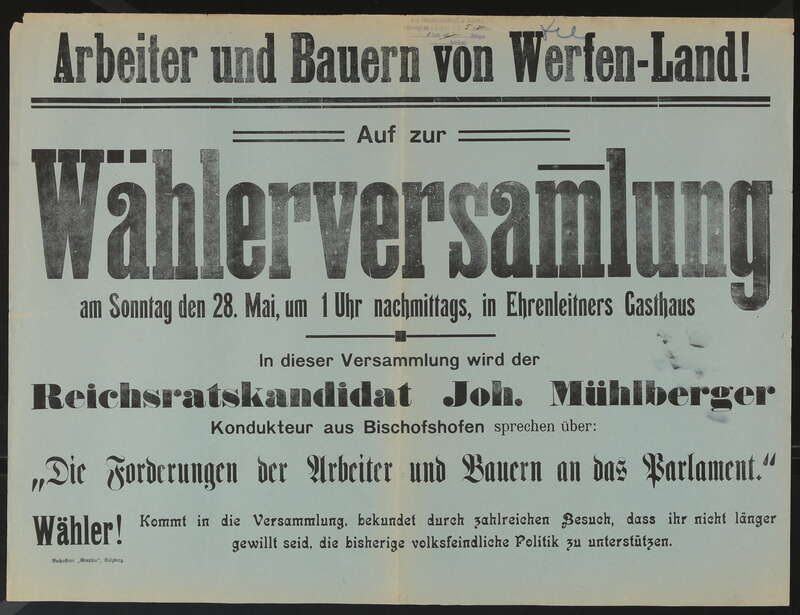 Arbeiter und Bauern von Werfen-Land!
Auf zur
Wählerversam̅lung
am Sonntag den 28. Mai, um 1 Uhr nachmittags, in Ehrenleitners Gasthaus
In dieser Versammlung wird der
Reichsratskandidat Joh. Mühlberger
Kondukteur aus Bischofshofen sprechen über:
„Die Forderungen der Arbeiter und Bauern an das Parlament.“
Wähler! Kommt in die Versammlung, bekundet durch zahlreichen Besuch, dass ihr nicht länger
gewillt seid, die bisherige volksfeindliche Politik zu unterstützen.